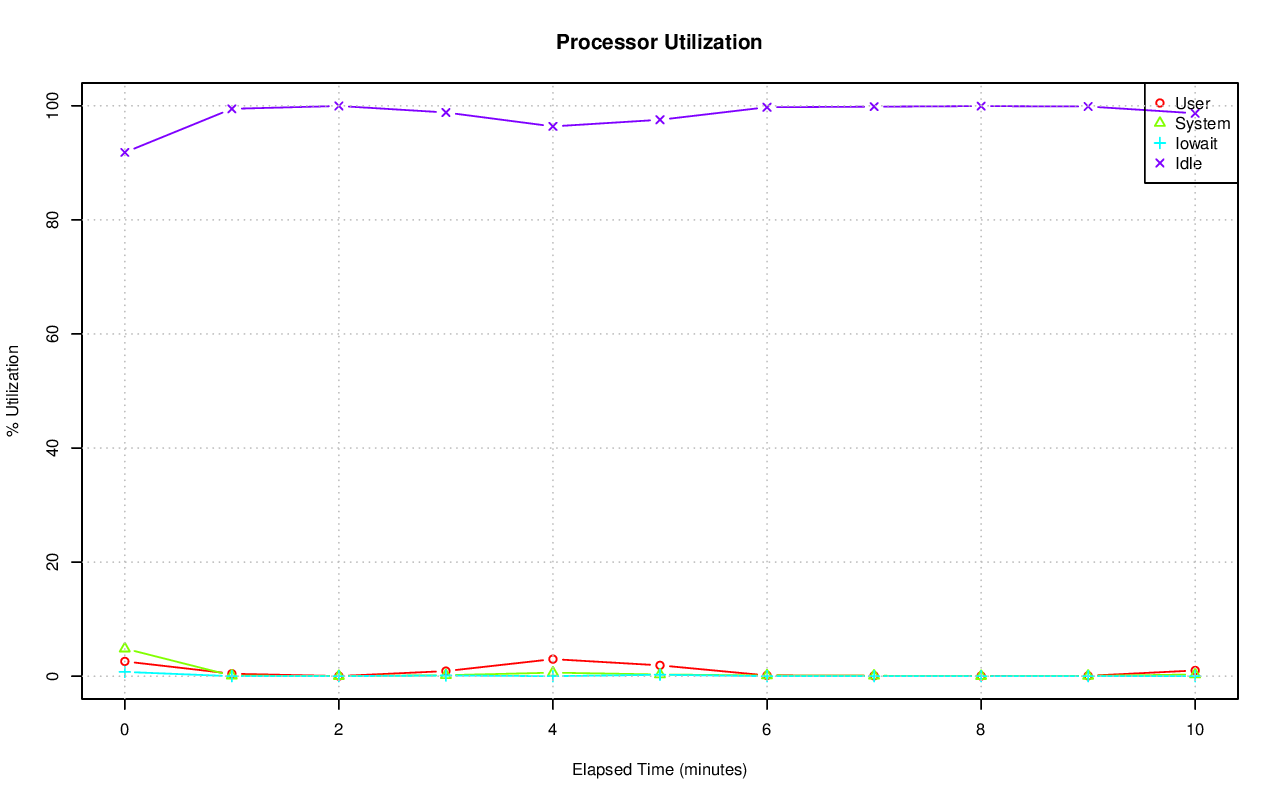 Processor Utilization
100
80
60
40
20
0
% Utilization
User
System
Iowait
Idle
0 2 4 6 8 10
Elapsed Time (minutes)